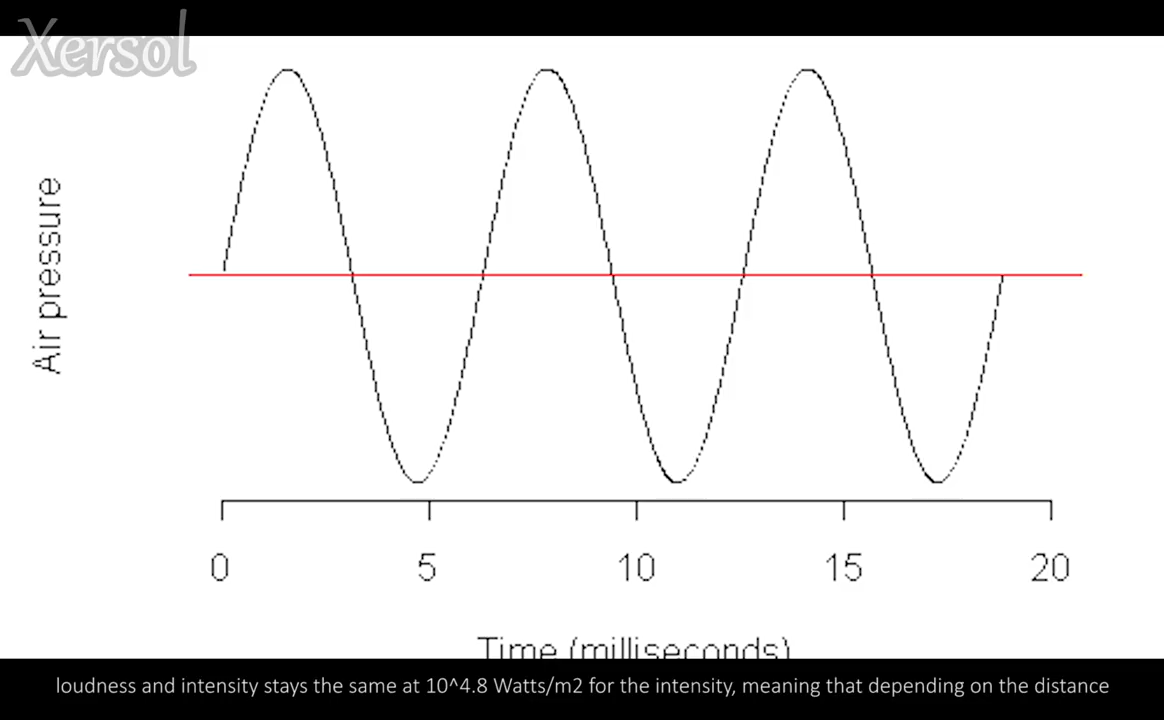 Xersol
Air pressure
0 5 10 15 20
Time (milliseconds)
loudness and intensity stays the same at 10^4.8 Watts/m2 for the intensity, meaning that depending on the distance